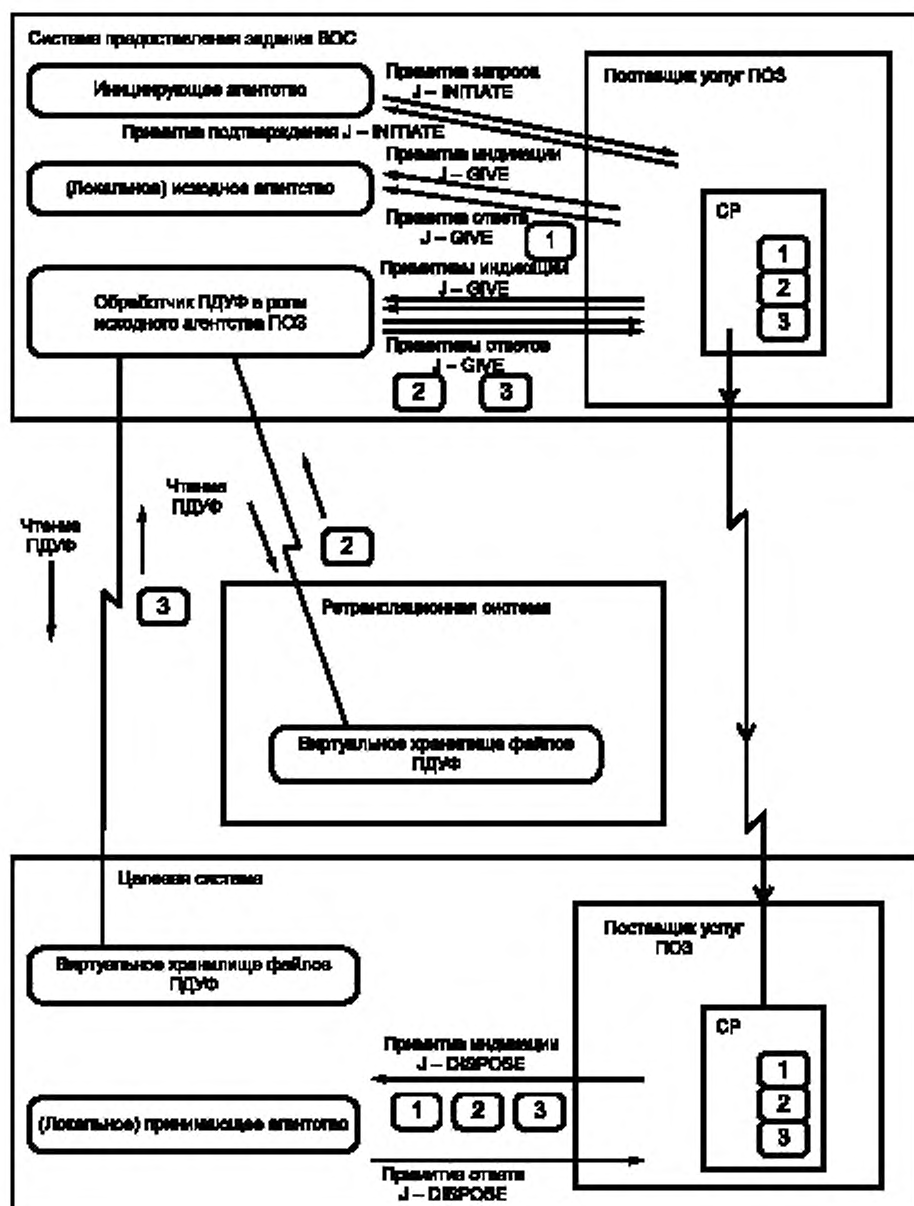 Система предоставления задания ВОС
Инициирующее агентство
Примитив запроса
J – INITIATE
Поставщик услуг ПОЗ
Примитив подтверждения J – INITIATE
(Локальное) исходное агентство
Примитив индикации
J – GIVE
Примитив ответа
J – GIVE
1
СР
1
2
3
Обработчик ПДУФ в роли
исходного агентства ПОЗ
Примитивы индикации
J – GIVE
Примитивы ответов
J – GIVE
2
3
Чтение
ПДУФ
3
Чтение
ПДУФ
2
Ретрансляционная система
Виртуальное хранилище файлов
ПДУФ
Целевая система
Виртуальное хранилище файлов
ПДУФ
Поставщик услуг
ПОЗ
СР
1
2
3
Примитив индикации
J – DISPOSE
1
2
3
(Локальное) принимающее агентство
Примитив ответа
J – DISPOSE